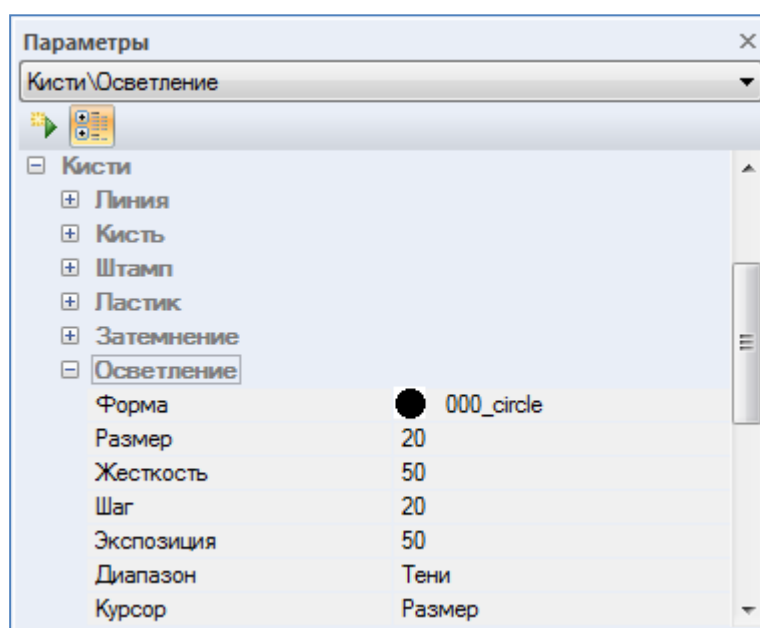 Параметры
Кисти\Осветление
Кисти
Линия
Кисть
Штамп
Ластик
Затемнение
Осветление
Форма 000_circle
Размер 20
Жесткость 50
Шаг 20
Экспозиция 50
Диапазон Тени
Курсор Размер